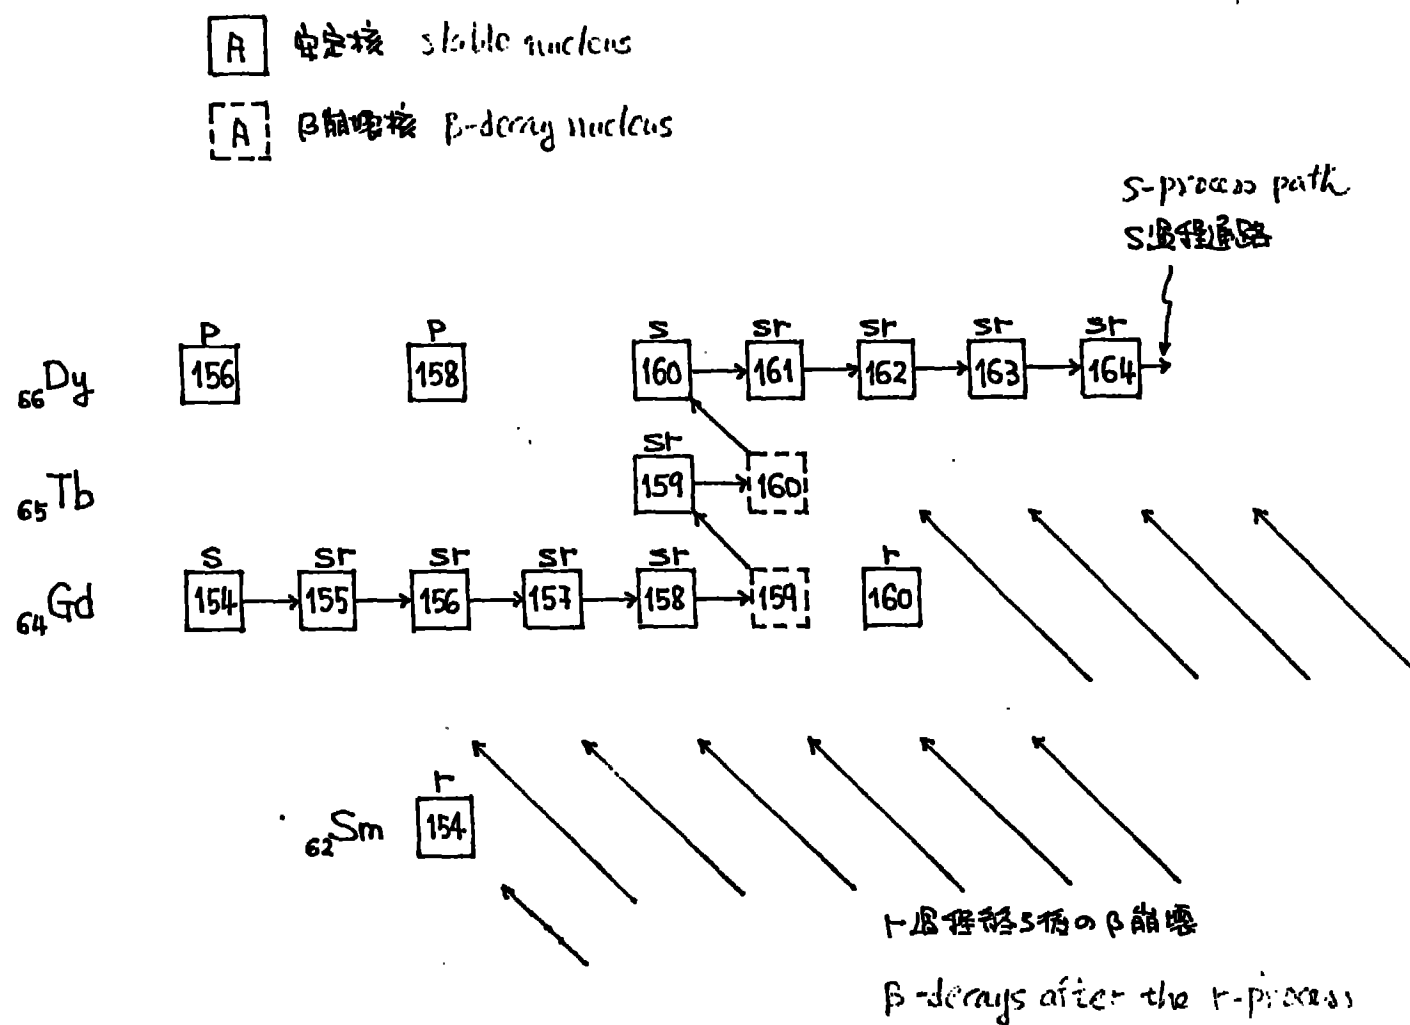 A 安定核 stable nucleus
A β崩壊核 β-decay nucleus
s-process path
s過程通路
P P s sr sr sr sr
66Dy 156 158 160 161 162 163 164
sr
65Tb 159 160
s sr sr sr sr r
64Gd 154 155 156 157 158 159 160
r
62Sm 154
r過程終了後のβ崩壊
β-decays after the r-process